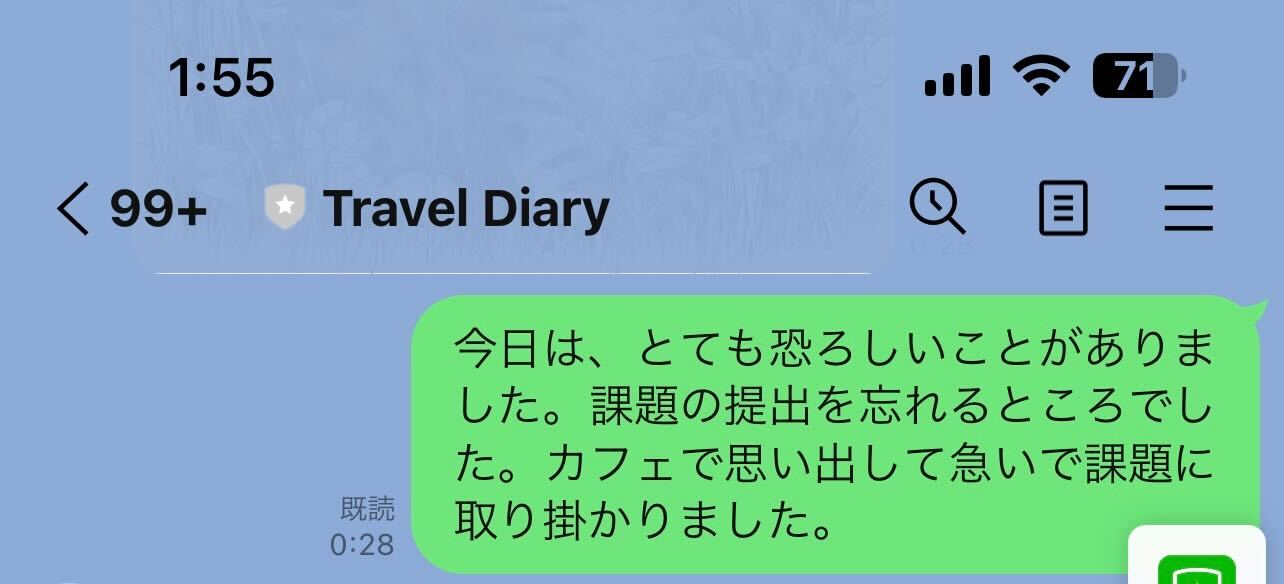 1:55
71
99+ Travel Diary
0:28
今日は、とても恐ろしいことがありま
した。課題の提出を忘れるところでし
た。カフェで思い出して急いで課題に
取り掛かりました。
既読
0:28